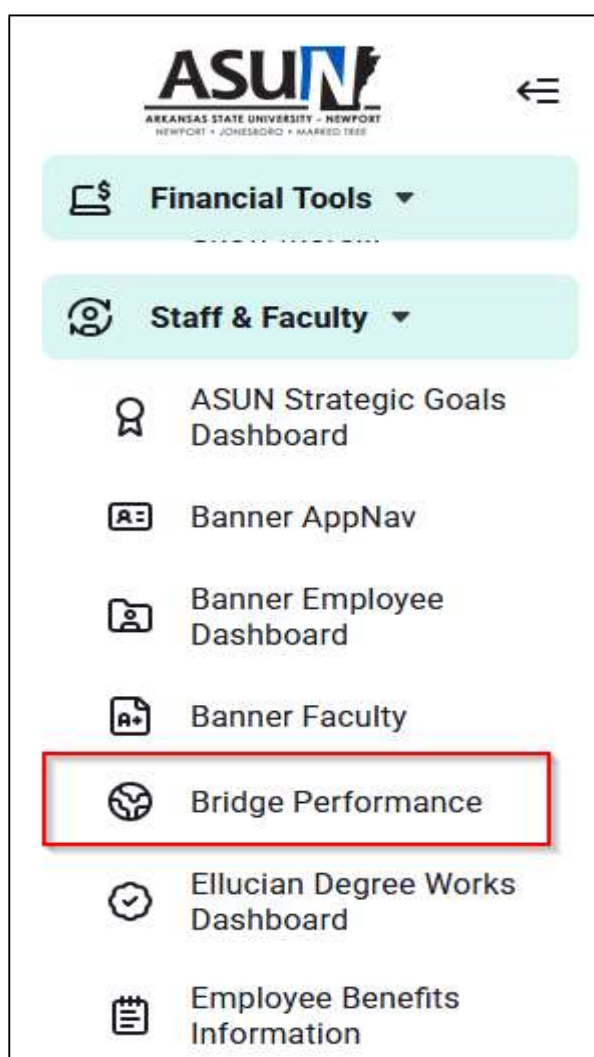 ASUN
ARKANSAS STATE UNIVERSITY - NEWPORT
NEWPORT • JONESBORO • MARKED TREE
Financial Tools
Staff & Faculty
ASUN Strategic Goals
Dashboard
Banner AppNav
Banner Employee
Dashboard
Banner Faculty
Bridge Performance
Ellucian Degree Works
Dashboard
Employee Benefits
Information